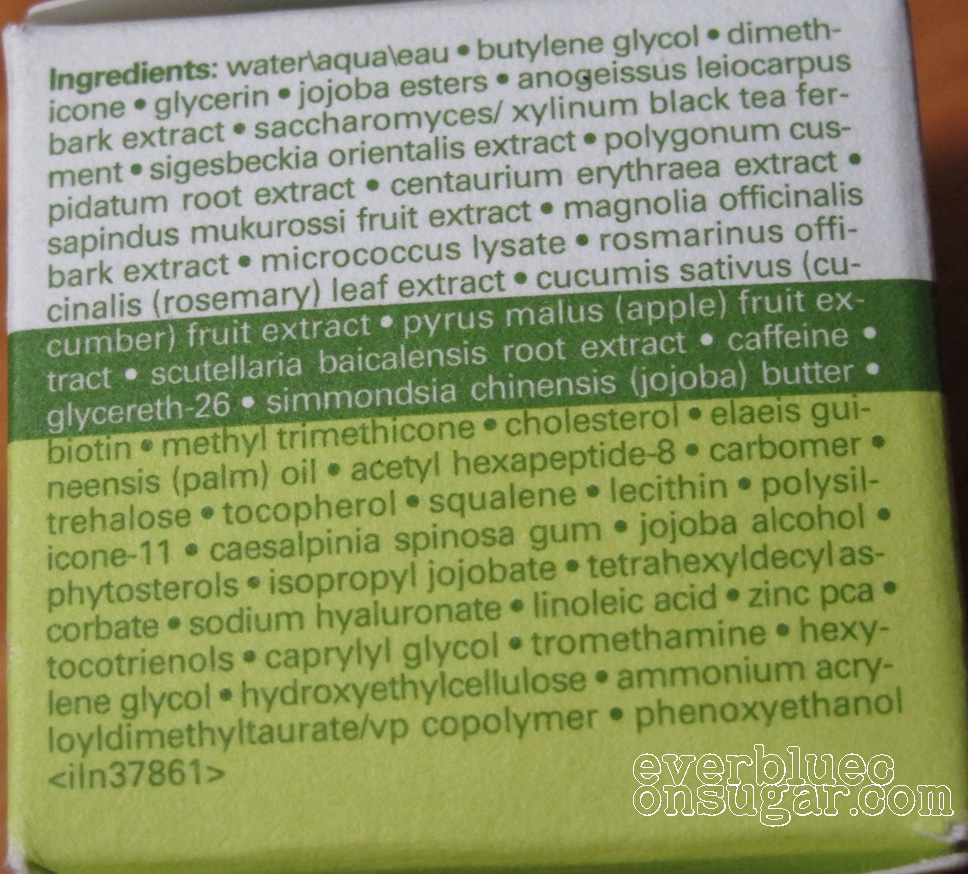 Ingredients: water\aqua\eau • butylene glycol • dimeth-
icone • glycerin • jojoba esters • anogeissus leiocarpus
bark extract • saccharomyces/ xylinum black tea fer-
ment • sigesbeckia orientalis extract • polygonum cus-
pidatum root extract • centaurium erythraea extract •
sapindus mukurossi fruit extract • magnolia officinalis
bark extract • micrococcus lysate • rosmarinus offi-
cinalis (rosemary) leaf extract • cucumis sativus (cu-
cumber) fruit extract • pyrus malus (apple) fruit ex-
tract • scutellaria baicalensis root extract • caffeine •
glycereth-26 • simmondsia chinensis (jojoba) butter •
biotin • methyl trimethicone • cholesterol • elaeis gui-
neensis (palm) oil • acetyl hexapeptide-8 • carbomer •
trehalose • tocopherol • squalene • lecithin • polysil-
icone-11 • caesalpinia spinosa gum • jojoba alcohol •
phytosterols • isopropyl jojobate • tetrahexyldecyl as-
corbate • sodium hyaluronate • linoleic acid • zinc pca •
tocotrienols • caprylyl glycol • tromethamine • hexy-
lene glycol • hydroxyethylcellulose • ammonium acry-
loyldimethyltaurate/vp copolymer • phenoxyethanol
<iln37861>
everbluec
onsugar.com